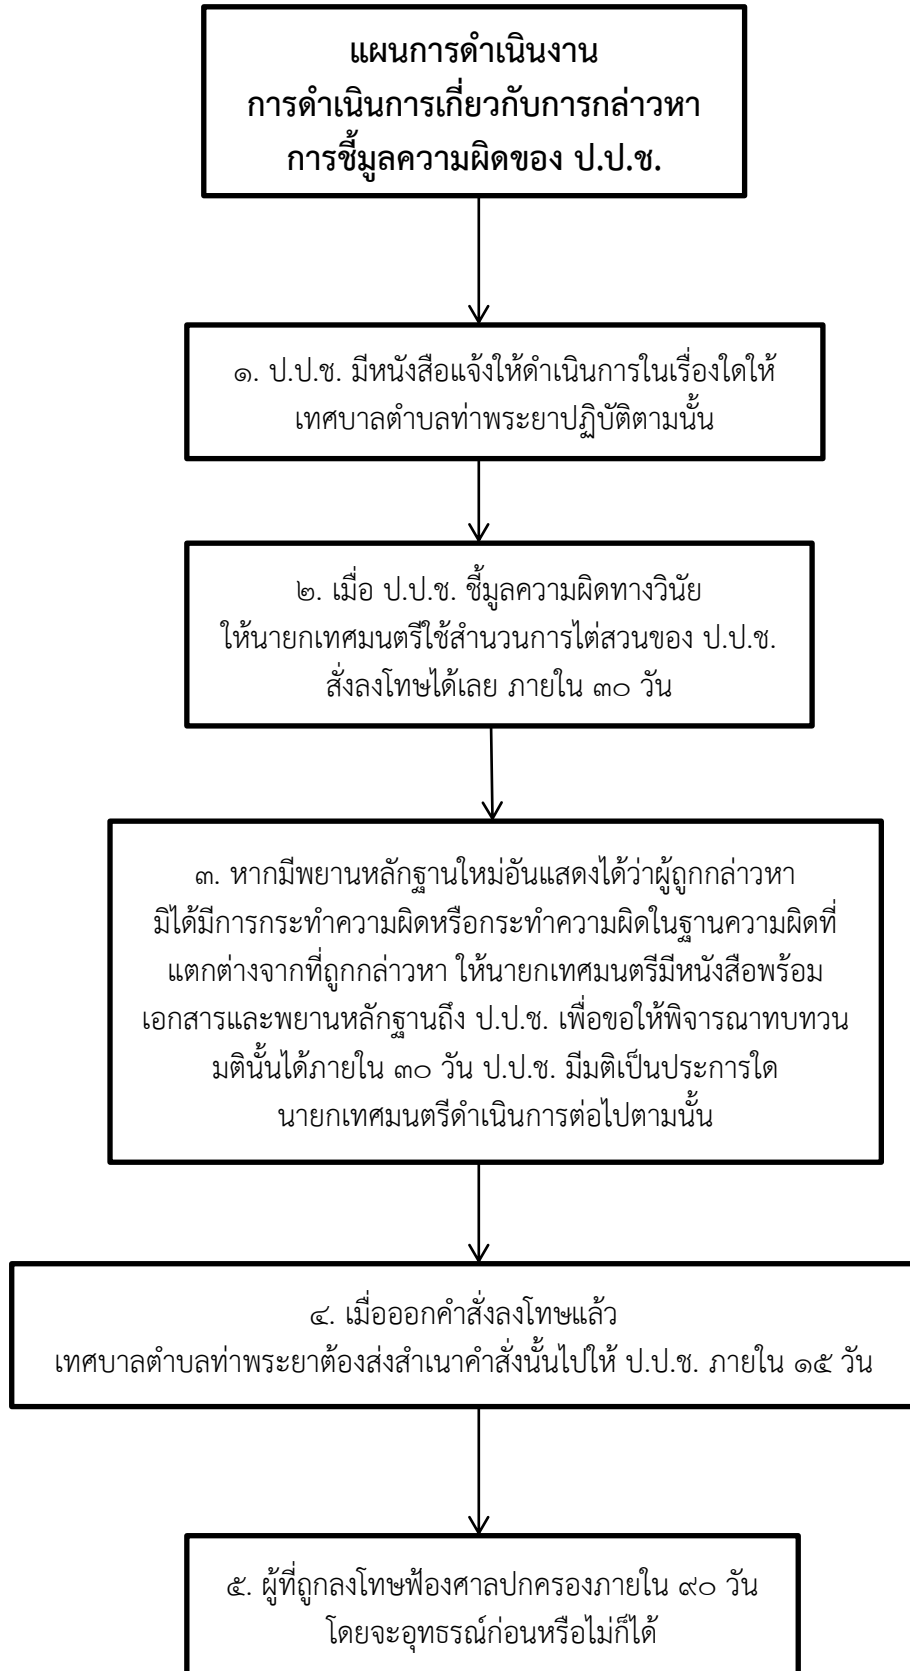 แผนการดำเนินงาน
การดำเนินการเกี่ยวกับการกล่าวหา
การชี้มูลความผิดของ ป.ป.ช.
๑. ป.ป.ช. มีหนังสือแจ้งให้ดำเนินการในเรื่องใดให้
เทศบาลตำบลท่าพระยาปฏิบัติตามนั้น
๒. เมื่อ ป.ป.ช. ชี้มูลความผิดทางวินัย
ให้นายกเทศมนตรีใช้สำนวนการไต่สวนของ ป.ป.ช.
สั่งลงโทษได้เลย ภายใน ๓๐ วัน
๓. หากมีพยานหลักฐานใหม่อันแสดงได้ว่าผู้ถูกกล่าวหา
มิได้มีการกระทำความผิดหรือกระทำความผิดในฐานความผิดที่
แตกต่างจากที่ถูกกล่าวหา ให้นายกเทศมนตรีมีหนังสือพร้อม
เอกสารและพยานหลักฐานถึง ป.ป.ช. เพื่อขอให้พิจารณาทบทวน
มตินั้นได้ภายใน ๓๐ วัน ป.ป.ช. มีมติเป็นประการใด
นายกเทศมนตรีดำเนินการต่อไปตามนั้น
๔. เมื่อออกคำสั่งลงโทษแล้ว
เทศบาลตำบลท่าพระยาต้องส่งสำเนาคำสั่งนั้นไปให้ ป.ป.ช. ภายใน ๑๕ วัน
๕. ผู้ที่ถูกลงโทษฟ้องศาลปกครองภายใน ๙๐ วัน
โดยจะอุทธรณ์ก่อนหรือไม่ก็ได้